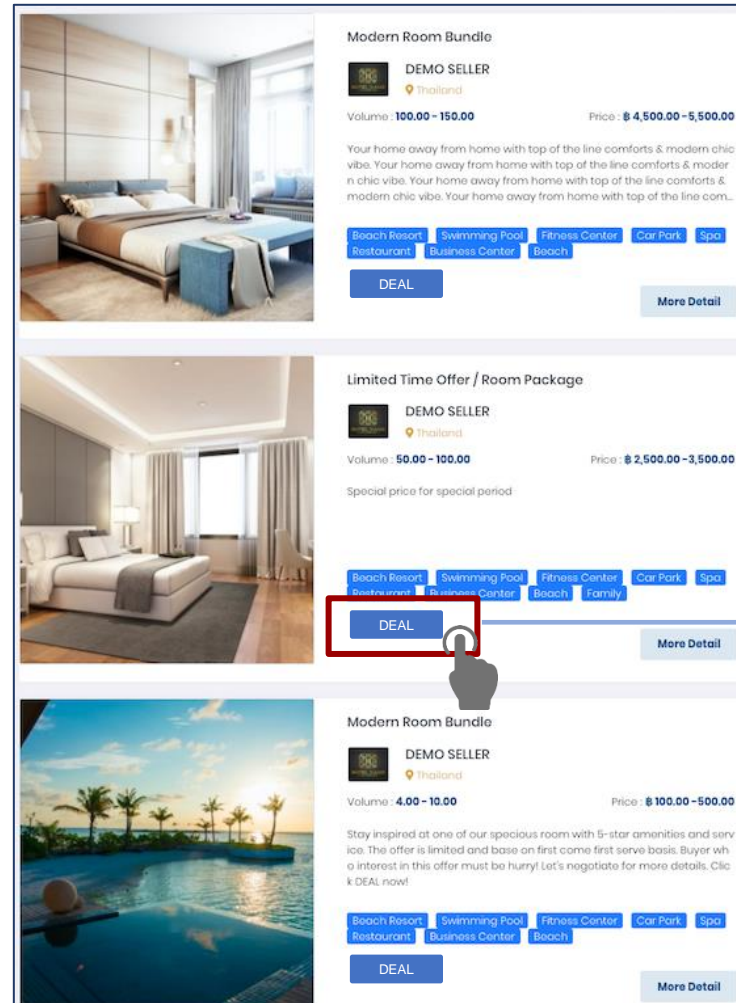 Modern Room Bundle
DEMO SELLER
Thailand
Volume : 100.00 - 150.00 Price : ฿ 4,500.00 -5,500.00
Your home away from home with top of the line comforts & modern chic
vibe. Your home away from home with top of the line comforts & moder
n chic vibe. Your home away from home with top of the line comforts &
modern chic vibe. Your home away from home with top of the line com...
Beach Resort Swimming Pool Fitness Center Car Park Spa
Restaurant Business Center Beach
DEAL
More Detail
Limited Time Offer / Room Package
DEMO SELLER
Thailand
Volume : 50.00 - 100.00 Price : ฿ 2,500.00 -3,500.00
Special price for special period
Beach Resort Swimming Pool Fitness Center Car Park Spa
Restaurant Business Center Beach Family
DEAL
More Detail
Modern Room Bundle
DEMO SELLER
Thailand
Volume : 4.00 - 10.00 Price : ฿ 100.00 -500.00
Stay inspired at one of our specious room with 5-star amenities and serv
ice. The offer is limited and base on first come first serve basis. Buyer wh
o interest in this offer must be hurry! Let's negotiate for more details. Clic
k DEAL now!
Beach Resort Swimming Pool Fitness Center Car Park Spa
Restaurant Business Center Beach
DEAL
More Detail